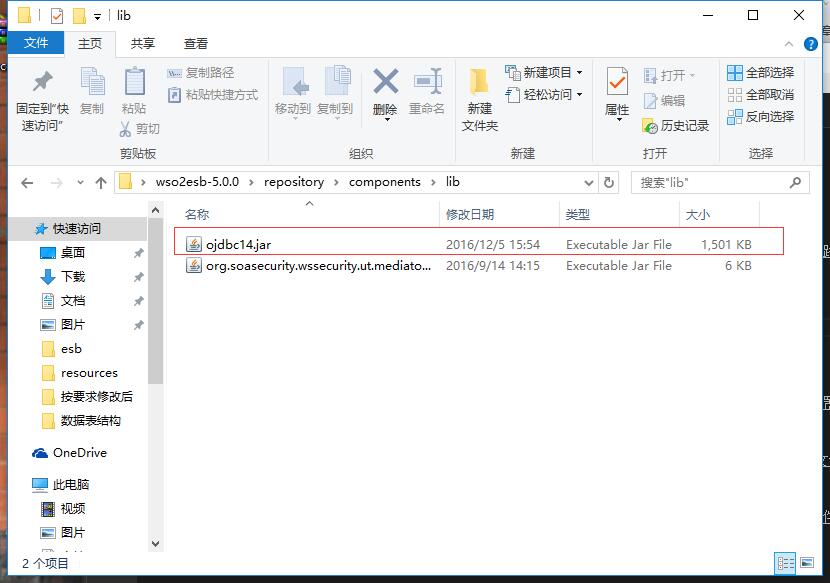 lib
文件 主页 共享 查看
固定到"快速访问"
复制
粘贴
复制路径
粘贴快捷方式
剪切
剪贴板
移动到
复制到
删除
重命名
组织
新建文件夹
新建项目
轻松访问
新建
属性
打开
编辑
历史记录
打开
全部选择
全部取消
反向选择
选择
wso2esb-5.0.0 › repository › components › lib
搜索"lib"
名称 修改日期 类型 大小
ojdbc14.jar 2016/12/5 15:54 Executable Jar File 1,501 KB
org.soasecurity.wssecurity.ut.mediato... 2016/9/14 14:15 Executable Jar File 6 KB
快速访问
桌面
下载
文档
图片
esb
resources
按要求修改后
数据表结构
OneDrive
此电脑
视频
图片
2 个项目